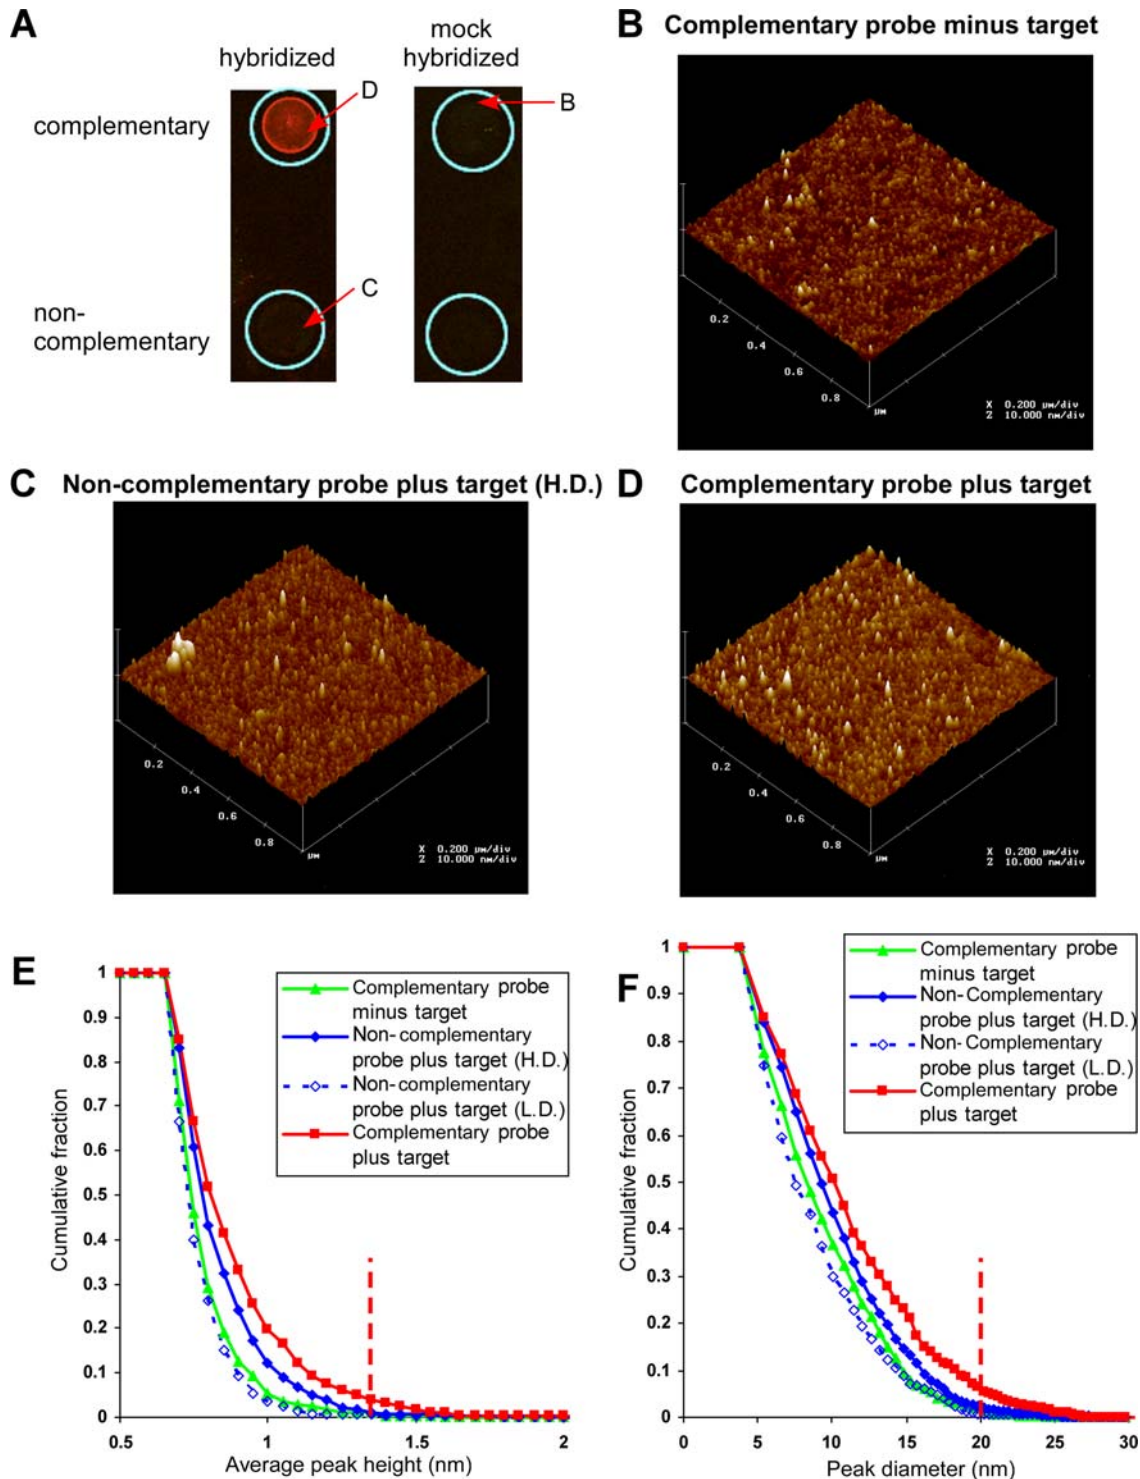 A
hybridized
mock
hybridized
complementary
D
B
non-
complementary
C
B Complementary probe minus target
0.2
0.4
0.6
0.8
µm
X 0.200 µm/div
Z 10.000 nm/div
C Non-complementary probe plus target (H.D.)
0.2
0.4
0.6
0.8
µm
X 0.200 µm/div
Z 10.000 nm/div
D Complementary probe plus target
0.2
0.4
0.6
0.8
µm
X 0.200 µm/div
Z 10.000 nm/div
E
Complementary probe
minus target
Non-complementary
probe plus target (H.D.)
Non-complementary
probe plus target (L.D.)
Complementary probe
plus target
1
0.9
0.8
0.7
0.6
0.5
0.4
0.3
0.2
0.1
0
Cumulative fraction
0.5 1 1.5 2
Average peak height (nm)
F
Complementary probe
minus target
Non-Complementary
probe plus target (H.D.)
Non-Complementary
probe plus target (L.D.)
Complementary probe
plus target
1
0.9
0.8
0.7
0.6
0.5
0.4
0.3
0.2
0.1
0
Cumulative fraction
0 5 10 15 20 25 30
Peak diameter (nm)